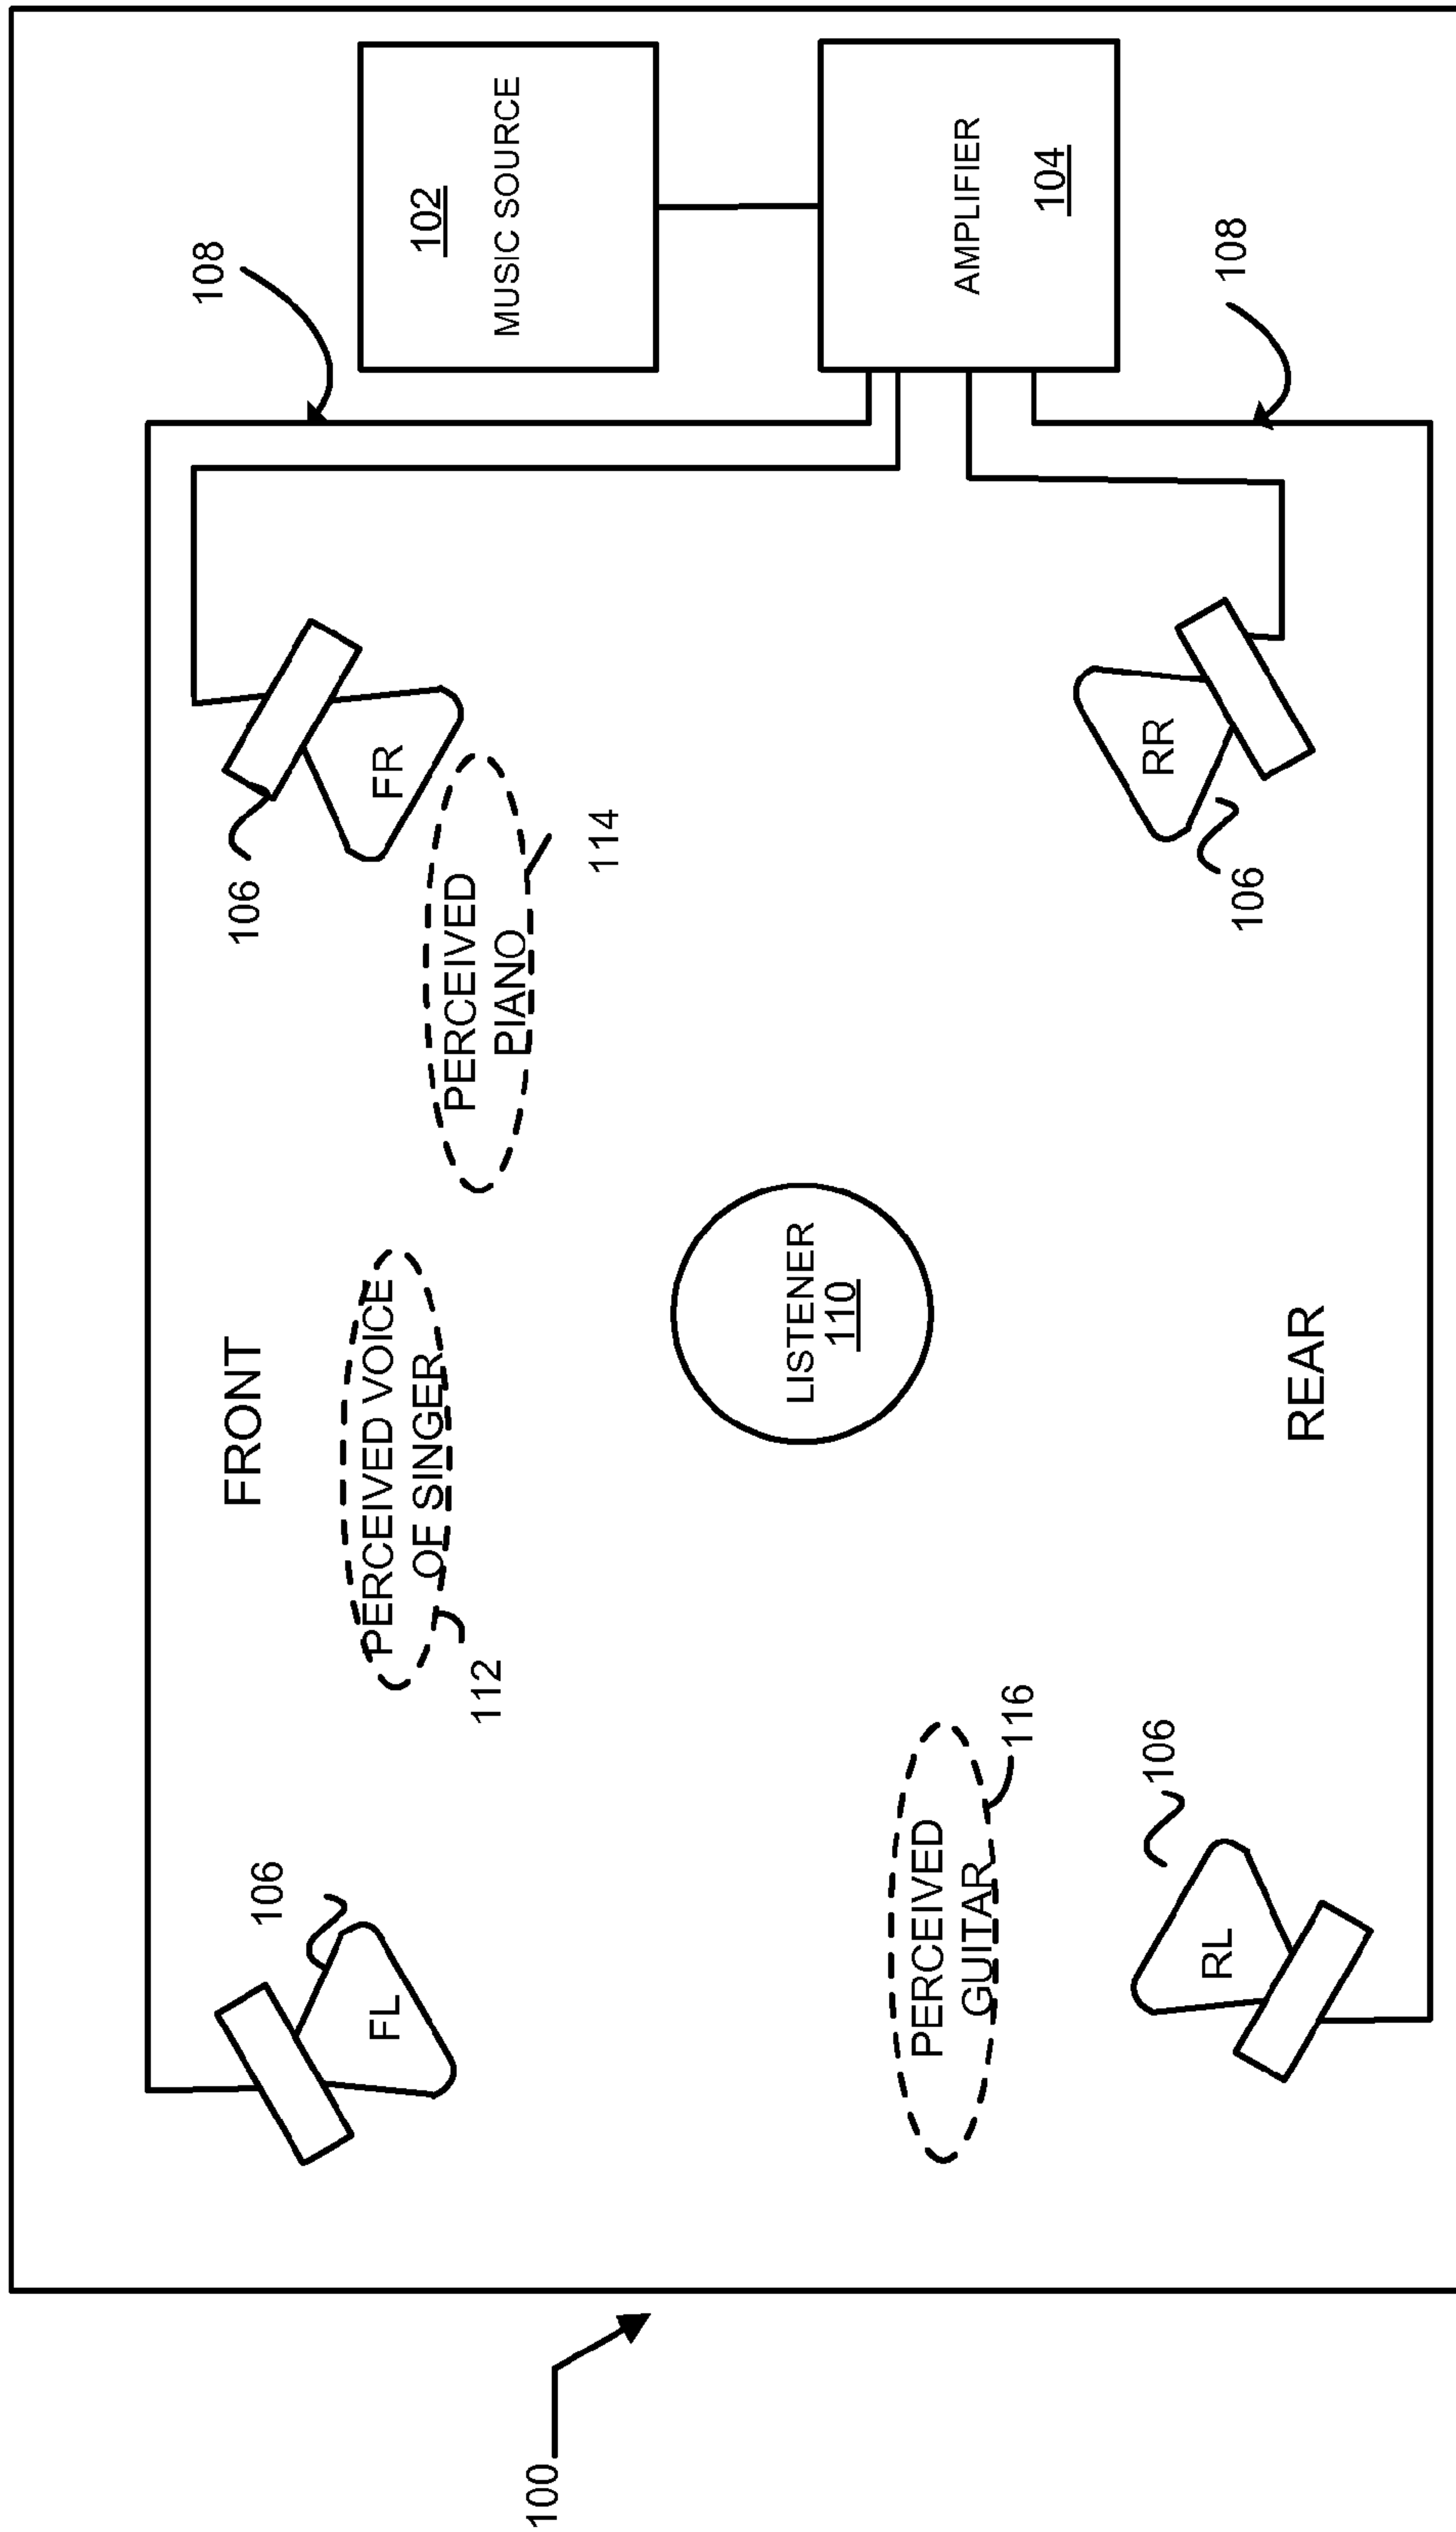 100
FRONT
REAR
FL
106
RL
106
PERCEIVED VOICE
OF SINGER
112
PERCEIVED
GUITAR
116
LISTENER
110
PERCEIVED
PIANO
114
FR
106
RR
106
108
108
102
MUSIC SOURCE
AMPLIFIER
104